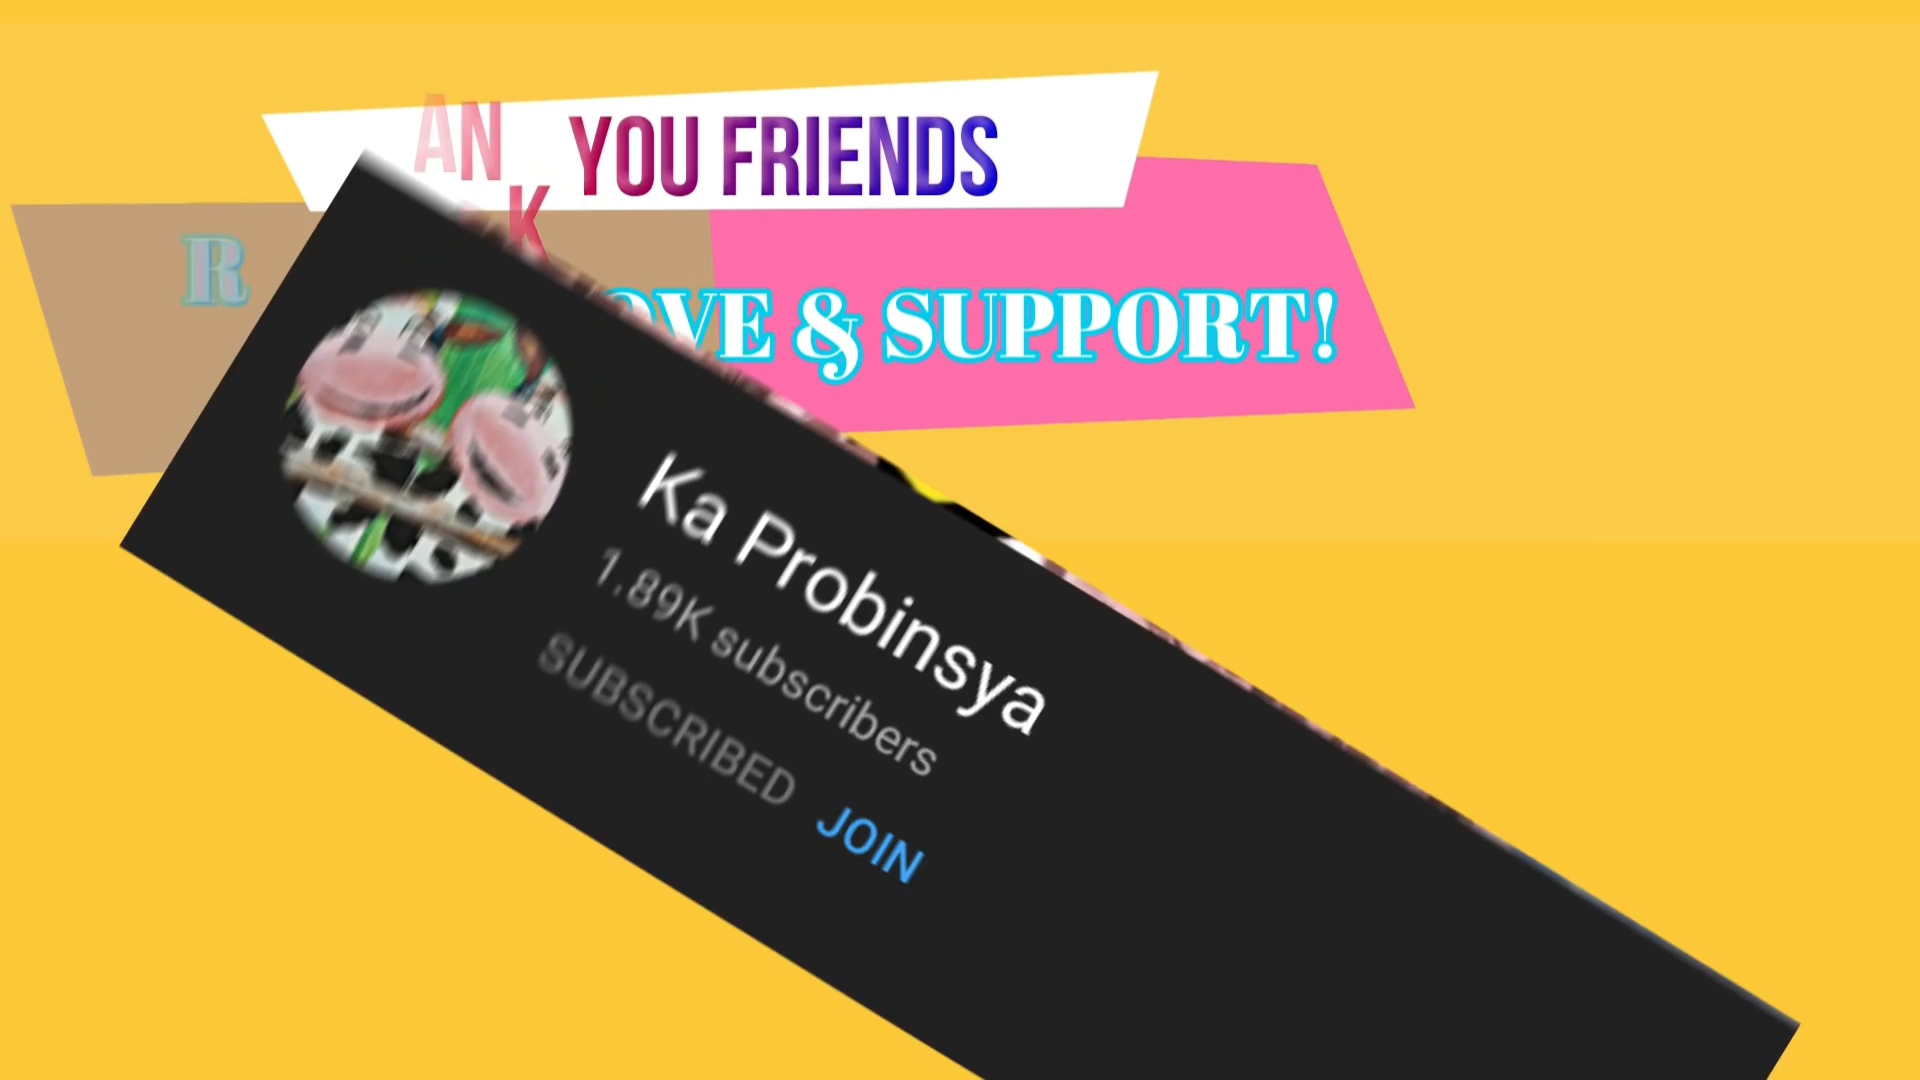 YOU FRIENDS
& SUPPORT!
Ka Probinsya
1.89K subscribers
SUBSCRIBED JOIN